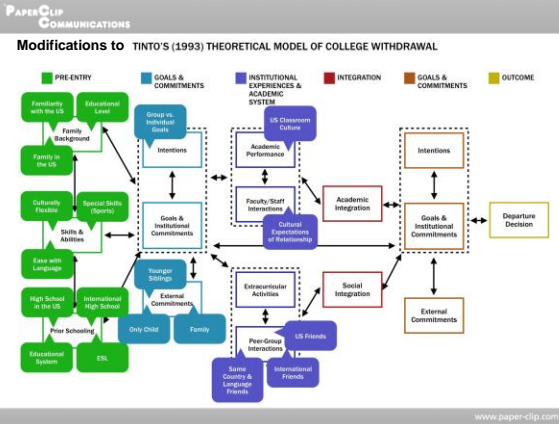 PAPERCLIP
COMMUNICATIONS
Modifications to TINTO'S (1993) THEORETICAL MODEL OF COLLEGE WITHDRAWAL
PRE-ENTRY
GOALS &
COMMITMENTS
INSTITUTIONAL
EXPERIENCES &
ACADEMIC
SYSTEM
INTEGRATION
GOALS &
COMMITMENTS
OUTCOME
Familiarity
with the US
Educational
Level
Family
Background
Family in
the US
Culturally
Flexible
Special Skills
(Sports)
Skills &
Abilities
Ease with
Language
High School
in the US
International
High School
Prior Schooling
Educational
System
ESL
Group vs.
Individual
Goals
Intentions
Goals &
Institutional
Commitments
Younger
Siblings
External
Commitments
Only Child
Family
US Classroom
Culture
Academic
Performance
Faculty/Staff
Interactions
Cultural
Expectations
of Relationship
Extracurricular
Activities
US Friends
Peer-Group
Interactions
Same
Country &
Language
Friends
International
Friends
Academic
Integration
Social
Integration
Intentions
Goals &
Institutional
Commitments
External
Commitments
Departure
Decision
www.paper-clip.com